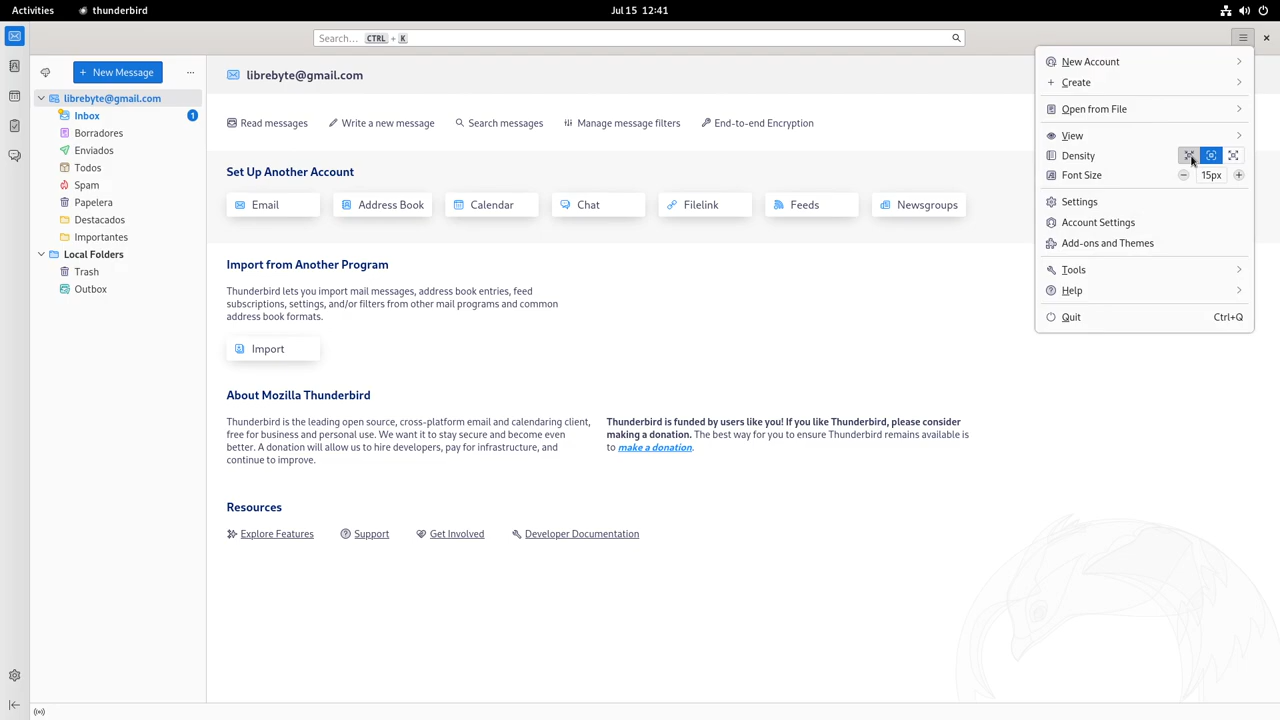 Activities thunderbird Jul 15 12:41
Search... CTRL + K
New Message
librebyte@gmail.com
Inbox 1
Borradores
Enviados
Todos
Spam
Papelera
Destacados
Importantes
Local Folders
Trash
Outbox
librebyte@gmail.com
Read messages Write a new message Search messages Manage message filters End-to-end Encryption
Set Up Another Account
Email Address Book Calendar Chat Filelink Feeds Newsgroups
Import from Another Program
Thunderbird lets you import mail messages, address book entries, feed
subscriptions, settings, and/or filters from other mail programs and common
address book formats.
Import
About Mozilla Thunderbird
Thunderbird is the leading open source, cross-platform email and calendaring client,
free for business and personal use. We want it to stay secure and become even
better. A donation will allow us to hire developers, pay for infrastructure, and
continue to improve.
Thunderbird is funded by users like you! If you like Thunderbird, please consider
making a donation. The best way for you to ensure Thunderbird remains available is
to make a donation.
Resources
Explore Features Support Get Involved Developer Documentation
New Account
Create
Open from File
View
Density
Font Size 15px
Settings
Account Settings
Add-ons and Themes
Tools
Help
Quit Ctrl+Q